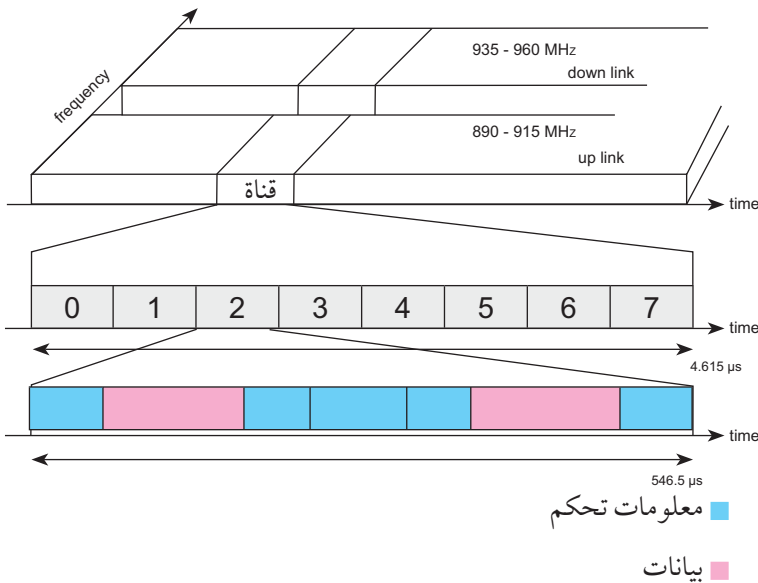 935 - 960 MHz
down link
frequency
890 - 915 MHz
up link
قناة
time
0 1 2 3 4 5 6 7
time
4.615 µs
time
546.5 µs
معلومات تحكم
بيانات